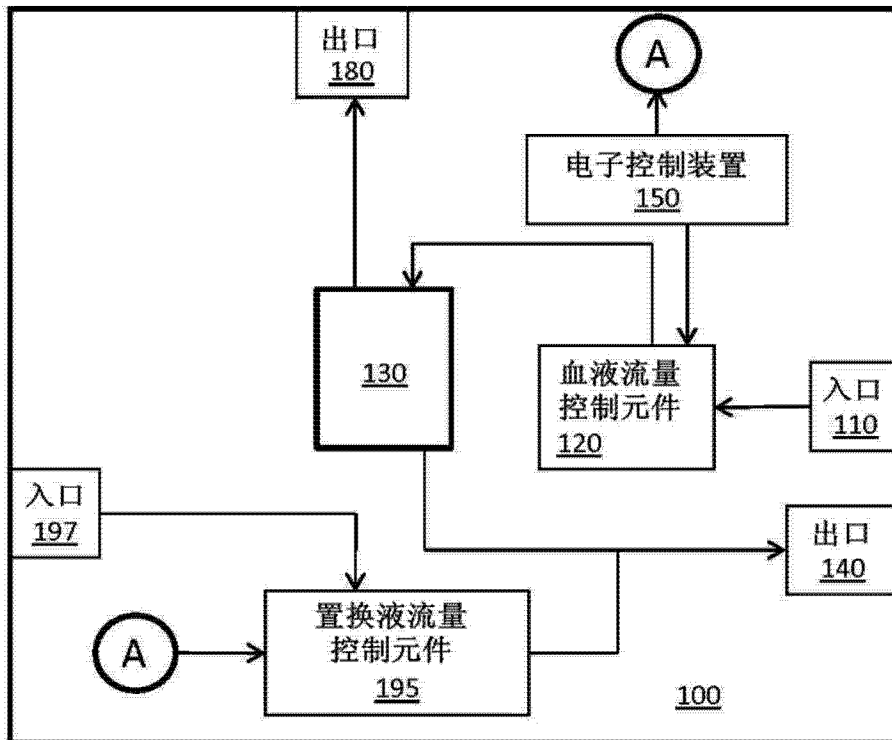 出口
180
A
电子控制装置
150
130
血液流量
控制元件
120
入口
110
入口
197
出口
140
置换液流量
控制元件
195
A
100